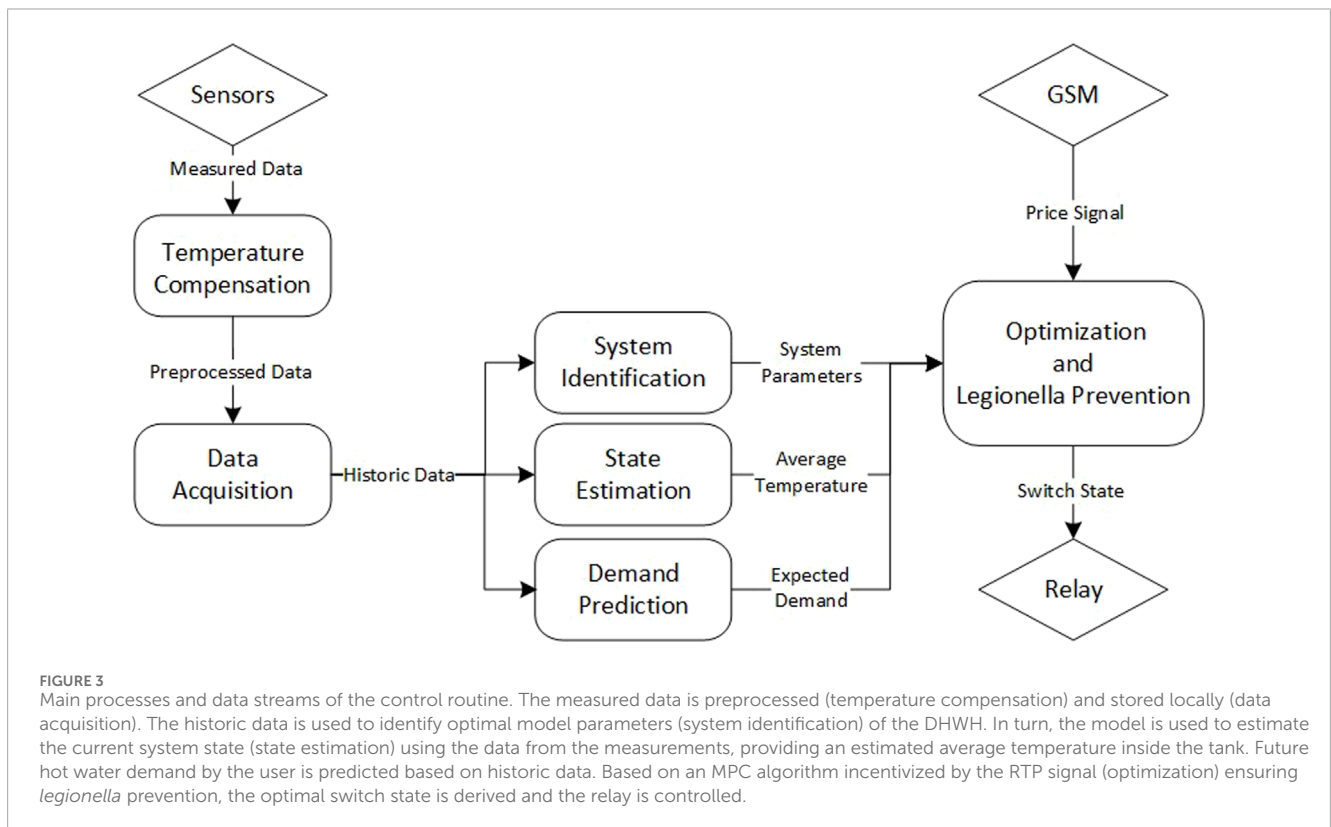 Sensors
GSM
Measured Data
Price Signal
Temperature
Compensation
Preprocessed Data
Data
Acquisition
Historic Data
System
Identification
System
Parameters
State
Estimation
Average
Temperature
Demand
Prediction
Expected
Demand
Optimization
and
Legionella Prevention
Switch State
Relay
FIGURE 3
Main processes and data streams of the control routine. The measured data is preprocessed (temperature compensation) and stored locally (data
acquisition). The historic data is used to identify optimal model parameters (system identification) of the DHWH. In turn, the model is used to estimate
the current system state (state estimation) using the data from the measurements, providing an estimated average temperature inside the tank. Future
hot water demand by the user is predicted based on historic data. Based on an MPC algorithm incentivized by the RTP signal (optimization) ensuring
legionella prevention, the optimal switch state is derived and the relay is controlled.